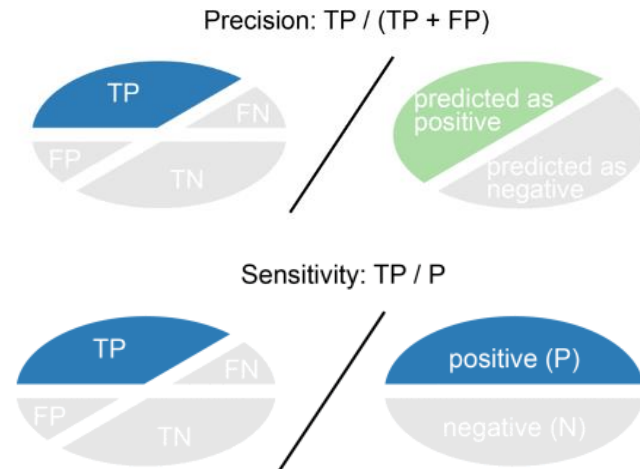 Precision: TP / (TP + FP)
TP
FN
FP
TN
predicted as
positive
predicted as
negative
Sensitivity: TP / P
TP
FN
FP
TN
positive (P)
negative (N)